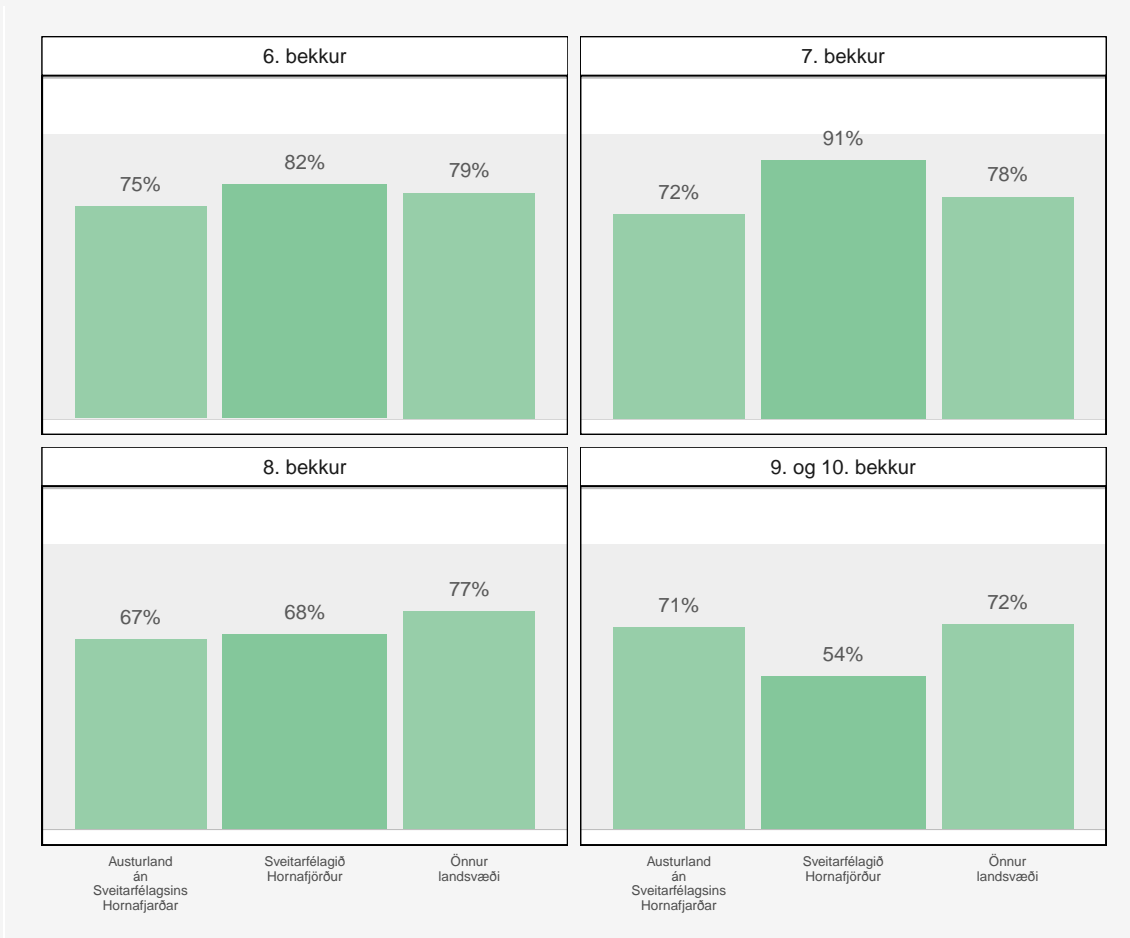 6. bekkur
75%
82%
79%
7. bekkur
72%
91%
78%
8. bekkur
67%
68%
77%
9. og 10. bekkur
71%
54%
72%
Austurland
án
Sveitarfélagsins
Hornafjarðar
Sveitarfélagið
Hornafjörður
Önnur
landsvæði
Austurland
án
Sveitarfélagsins
Hornafjarðar
Sveitarfélagið
Hornafjörður
Önnur
landsvæði